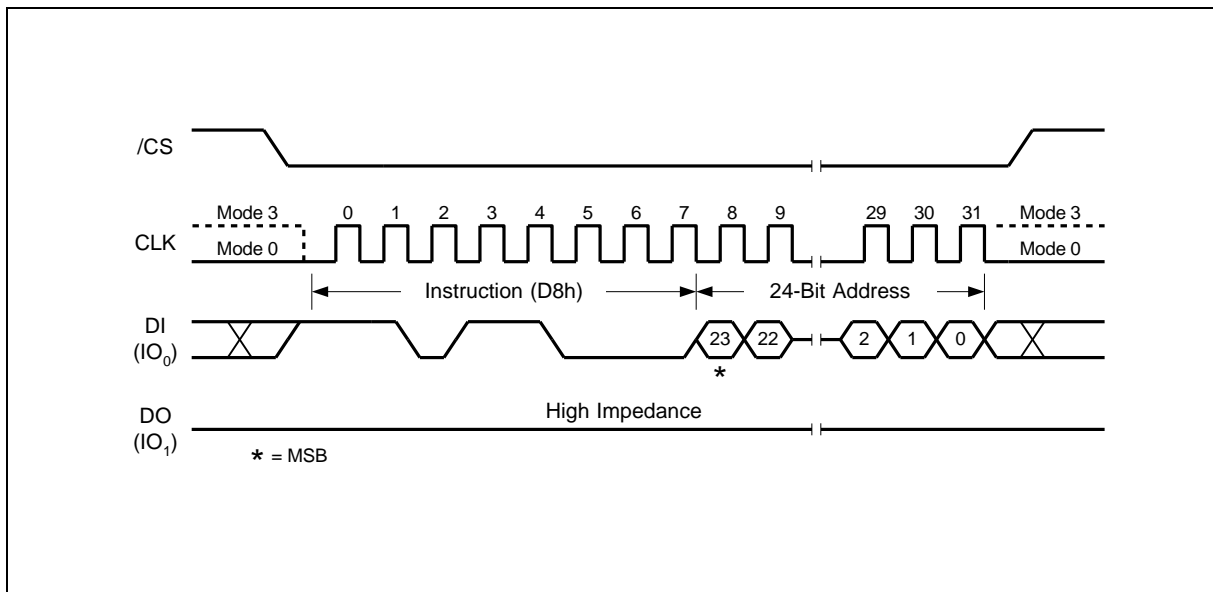 /CS
Mode 3 0 1 2 3 4 5 6 7 8 9 29 30 31 Mode 3
CLK
Mode 0 Mode 0
Instruction (D8h) 24-Bit Address
DI
(IO₀)
23 22 2 1 0
*
High Impedance
DO
(IO₁)
* = MSB